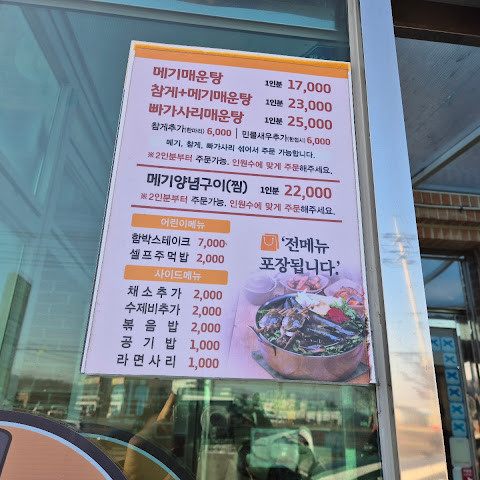 메기매운탕 1인분 17,000
참게+메기매운탕 1인분 23,000
빠가사리매운탕 1인분 25,000
참게추가(한마리) 6,000 | 민물새우추가(한접시) 6,000
메기, 참게, 빠가사리 섞어서 주문 가능합니다.
※2인분부터 주문가능. 인원수에 맞게 주문해주세요.
메기양념구이(찜) 1인분 22,000
※2인분부터 주문가능. 인원수에 맞게 주문해주세요.
어린이메뉴
함박스테이크 7,000
셀프주먹밥 2,000
사이드메뉴
채소추가 2,000
수제비추가 2,000
볶음밥 2,000
공기밥 1,000
라면사리 1,000
'전메뉴
포장됩니다.'